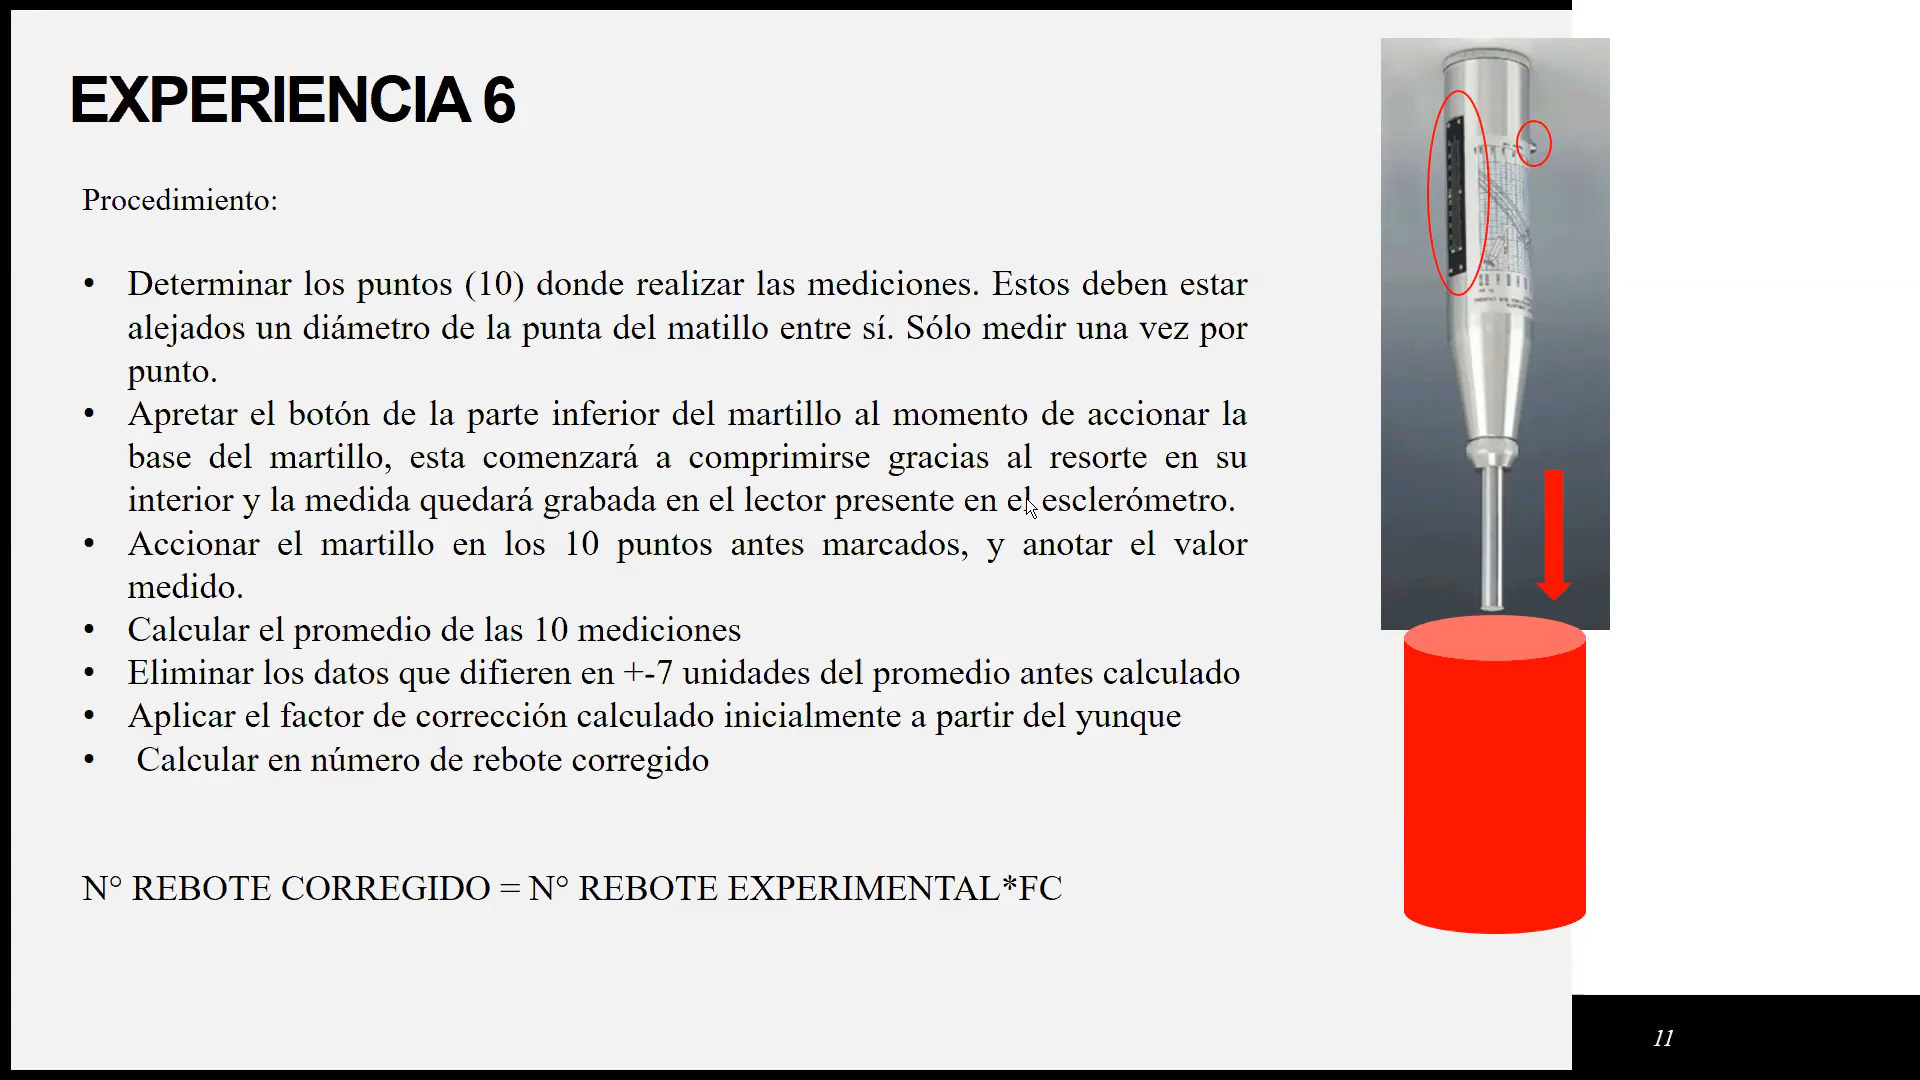 EXPERIENCIA 6
Procedimiento:
• Determinar los puntos (10) donde realizar las mediciones. Estos deben estar
alejados un diámetro de la punta del matillo entre sí. Sólo medir una vez por
punto.
• Apretar el botón de la parte inferior del martillo al momento de accionar la
base del martillo, esta comenzará a comprimirse gracias al resorte en su
interior y la medida quedará grabada en el lector presente en el esclerómetro.
• Accionar el martillo en los 10 puntos antes marcados, y anotar el valor
medido.
• Calcular el promedio de las 10 mediciones
• Eliminar los datos que difieren en +-7 unidades del promedio antes calculado
• Aplicar el factor de corrección calculado inicialmente a partir del yunque
• Calcular en número de rebote corregido
N° REBOTE CORREGIDO = N° REBOTE EXPERIMENTAL*FC
11